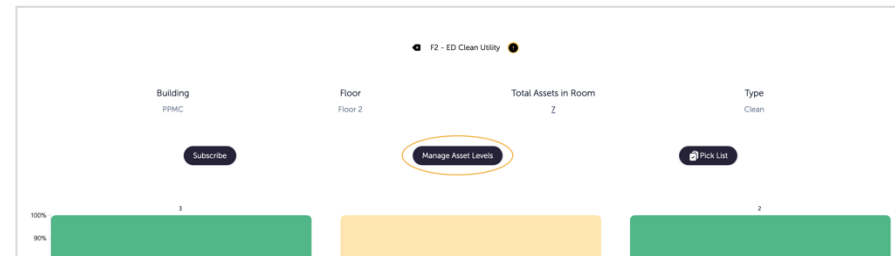 F2 - ED Clean Utility
Building Floor Total Assets in Room Type
PPMC Floor 2 7 Clean
Subscribe Manage Asset Levels Pick List
3 2
100%
90%